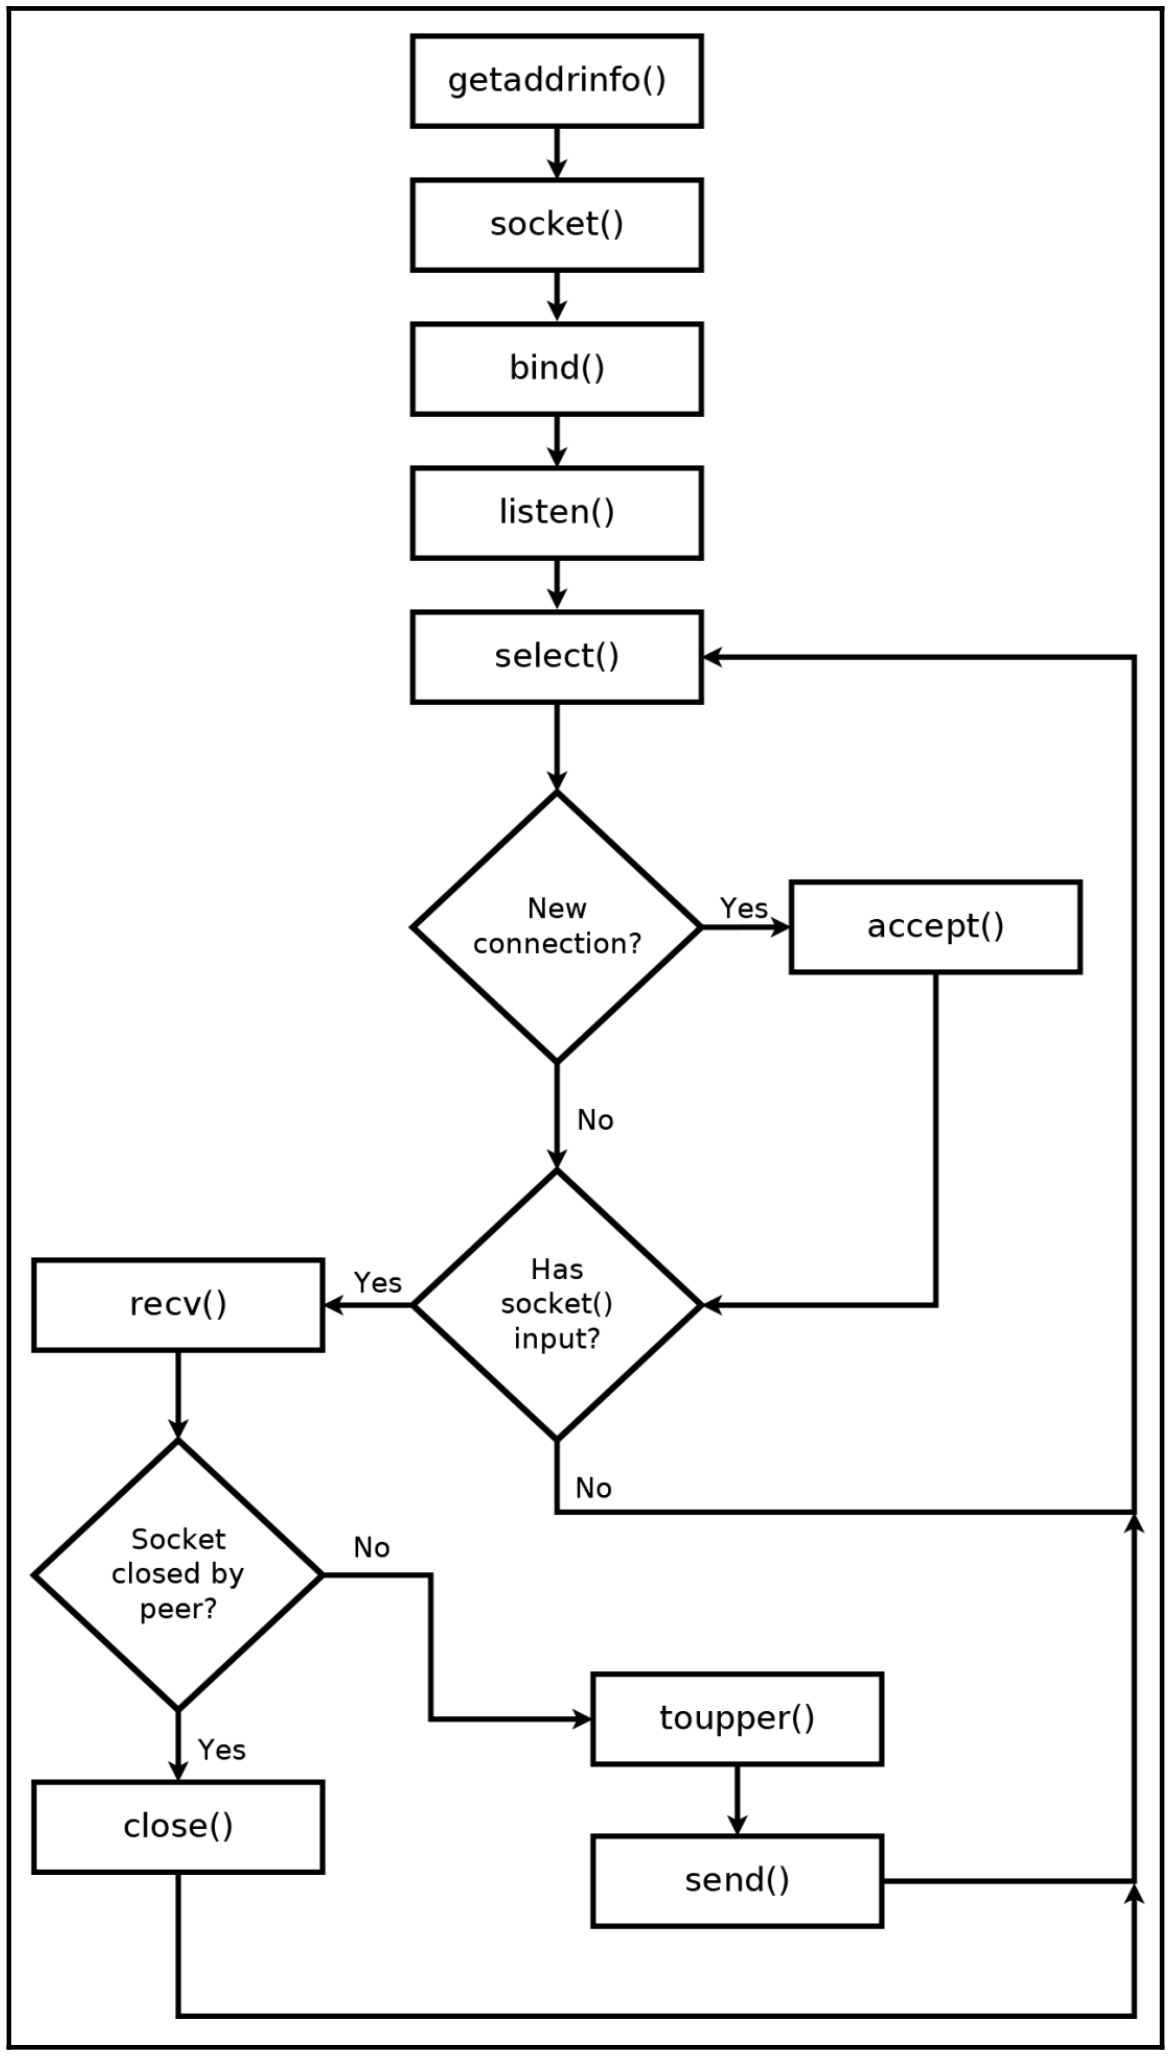 getaddrinfo()
socket()
bind()
listen()
select()
New
connection?
Yes
accept()
No
Has
socket()
input?
Yes
recv()
No
Socket
closed by
peer?
No
toupper()
Yes
close()
send()